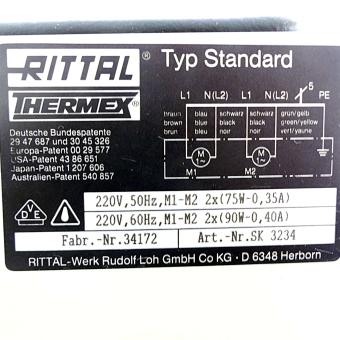 RITTAL®
THERMEX®
Deutsche Bundespatente
29 47 687 und 30 45 326
Europa-Patent 00 29 577
USA-Patent 43 86 651
Japan-Patent 1 207 606
Australien-Patent 540 857
Typ Standard
L1 N(L2) L1 N(L2) 5 PE
braun blau schwarz schwarz grün/gelb
brown blue black black green/yellow
brun bleu noir noir vert/jaune
M 1~ M 1~
M1 M2
VDE
220V,50Hz,M1-M2 2x(75W-0,35A)
220V,60Hz,M1-M2 2x(90W-0,40A)
Fabr.-Nr.34172 Art.-Nr.SK 3234
RITTAL-Werk Rudolf Loh GmbH Co KG · D 6348 Herborn